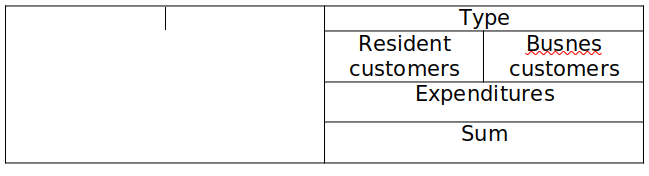 Type
Resident Busnes
customers customers
Expenditures
Sum